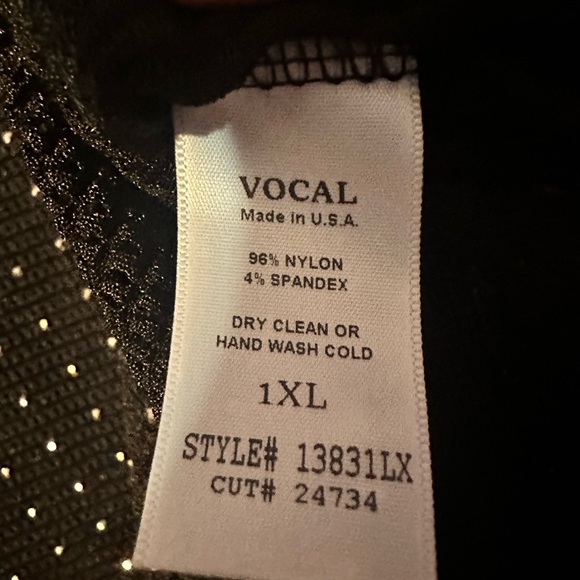 VOCAL
Made in U.S.A.
96% NYLON
4% SPANDEX
DRY CLEAN OR
HAND WASH COLD
1XL
STYLE# 13831LX
CUT# 24734